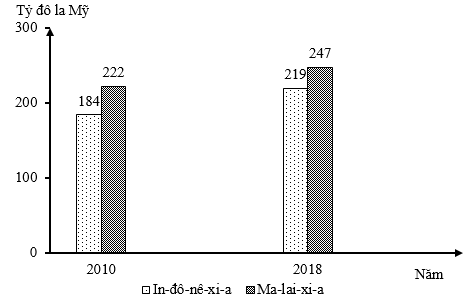 Tỷ đô la Mỹ
300
247
222
219
200
184
100
0
2010
2018
Năm
In-đô-nê-xi-a
Ma-lai-xi-a